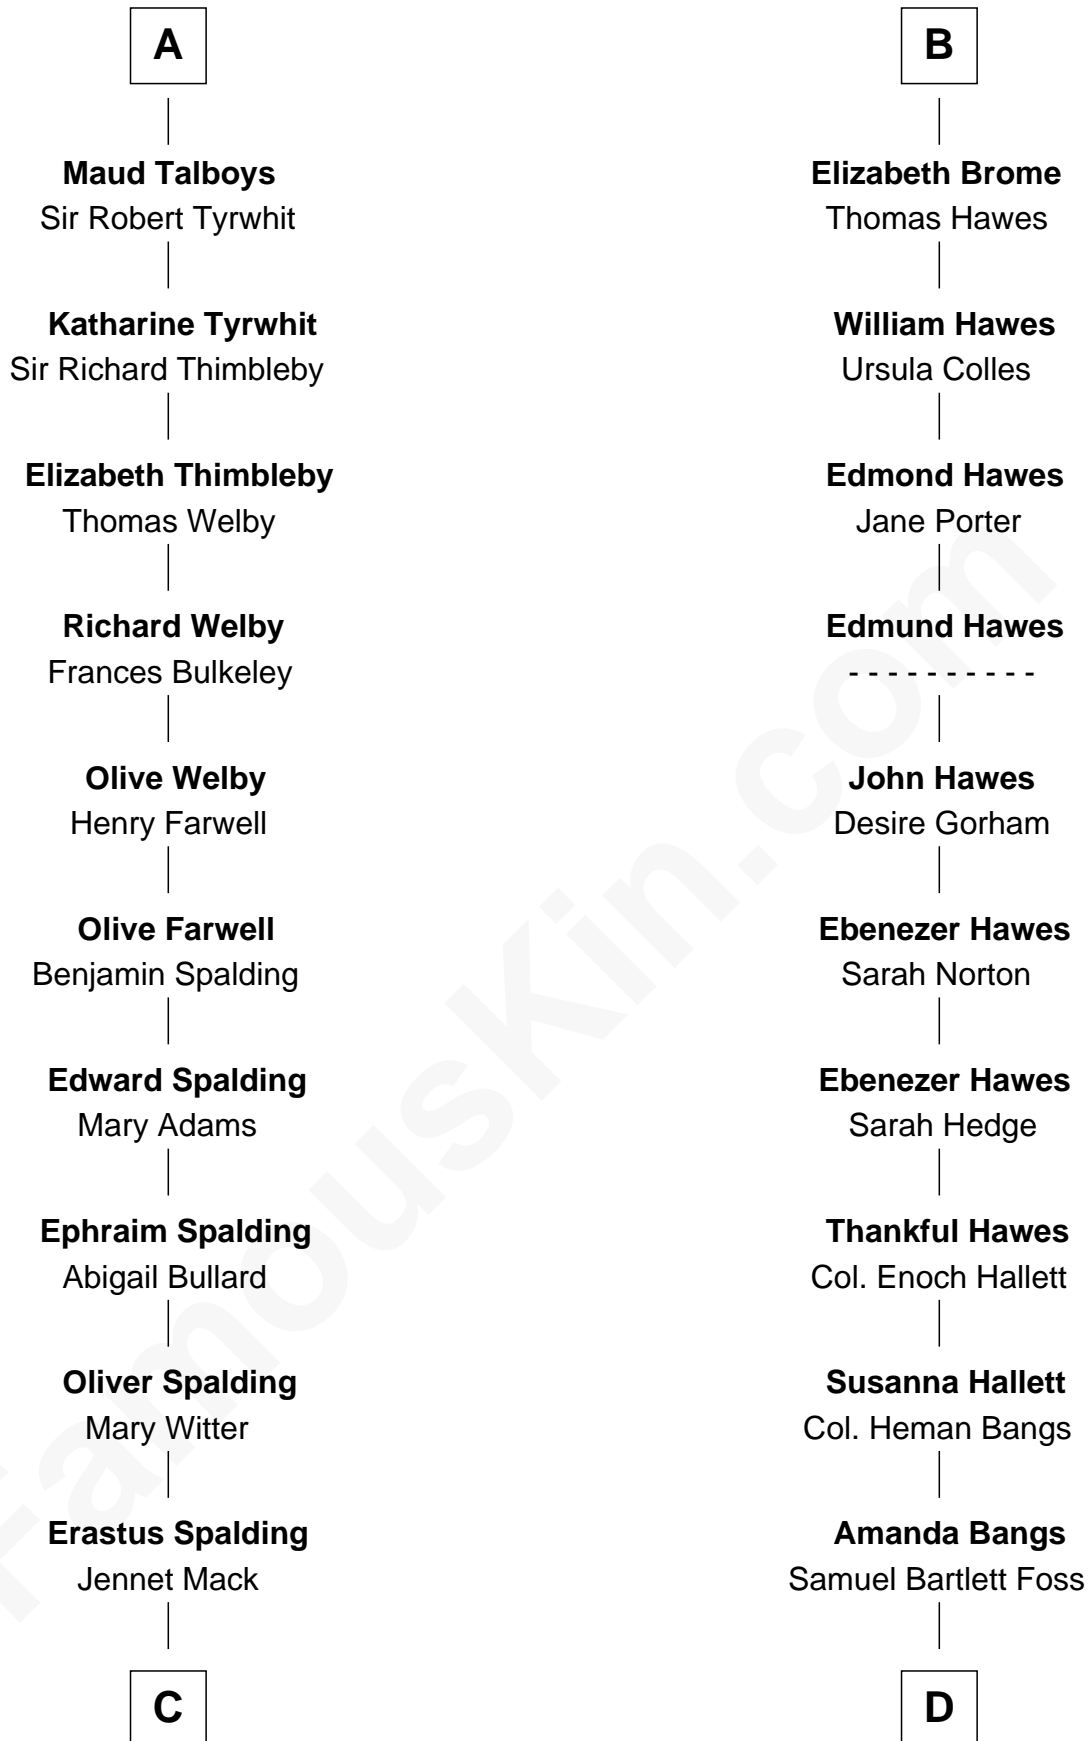 A
Maud Talboys
Sir Robert Tyrwhit
Katharine Tyrwhit
Sir Richard Thimbleby
Elizabeth Thimbleby
Thomas Welby
Richard Welby
Frances Bulkeley
Olive Welby
Henry Farwell
Olive Farwell
Benjamin Spalding
Edward Spalding
Mary Adams
Ephraim Spalding
Abigail Bullard
Oliver Spalding
Mary Witter
Erastus Spalding
Jennet Mack
C
B
Elizabeth Brome
Thomas Hawes
William Hawes
Ursula Colles
Edmond Hawes
Jane Porter
Edmund Hawes
- - - - - - - - - -
John Hawes
Desire Gorham
Ebenezer Hawes
Sarah Norton
Ebenezer Hawes
Sarah Hedge
Thankful Hawes
Col. Enoch Hallett
Susanna Hallett
Col. Heman Bangs
Amanda Bangs
Samuel Bartlett Foss
D
FamousKin.com